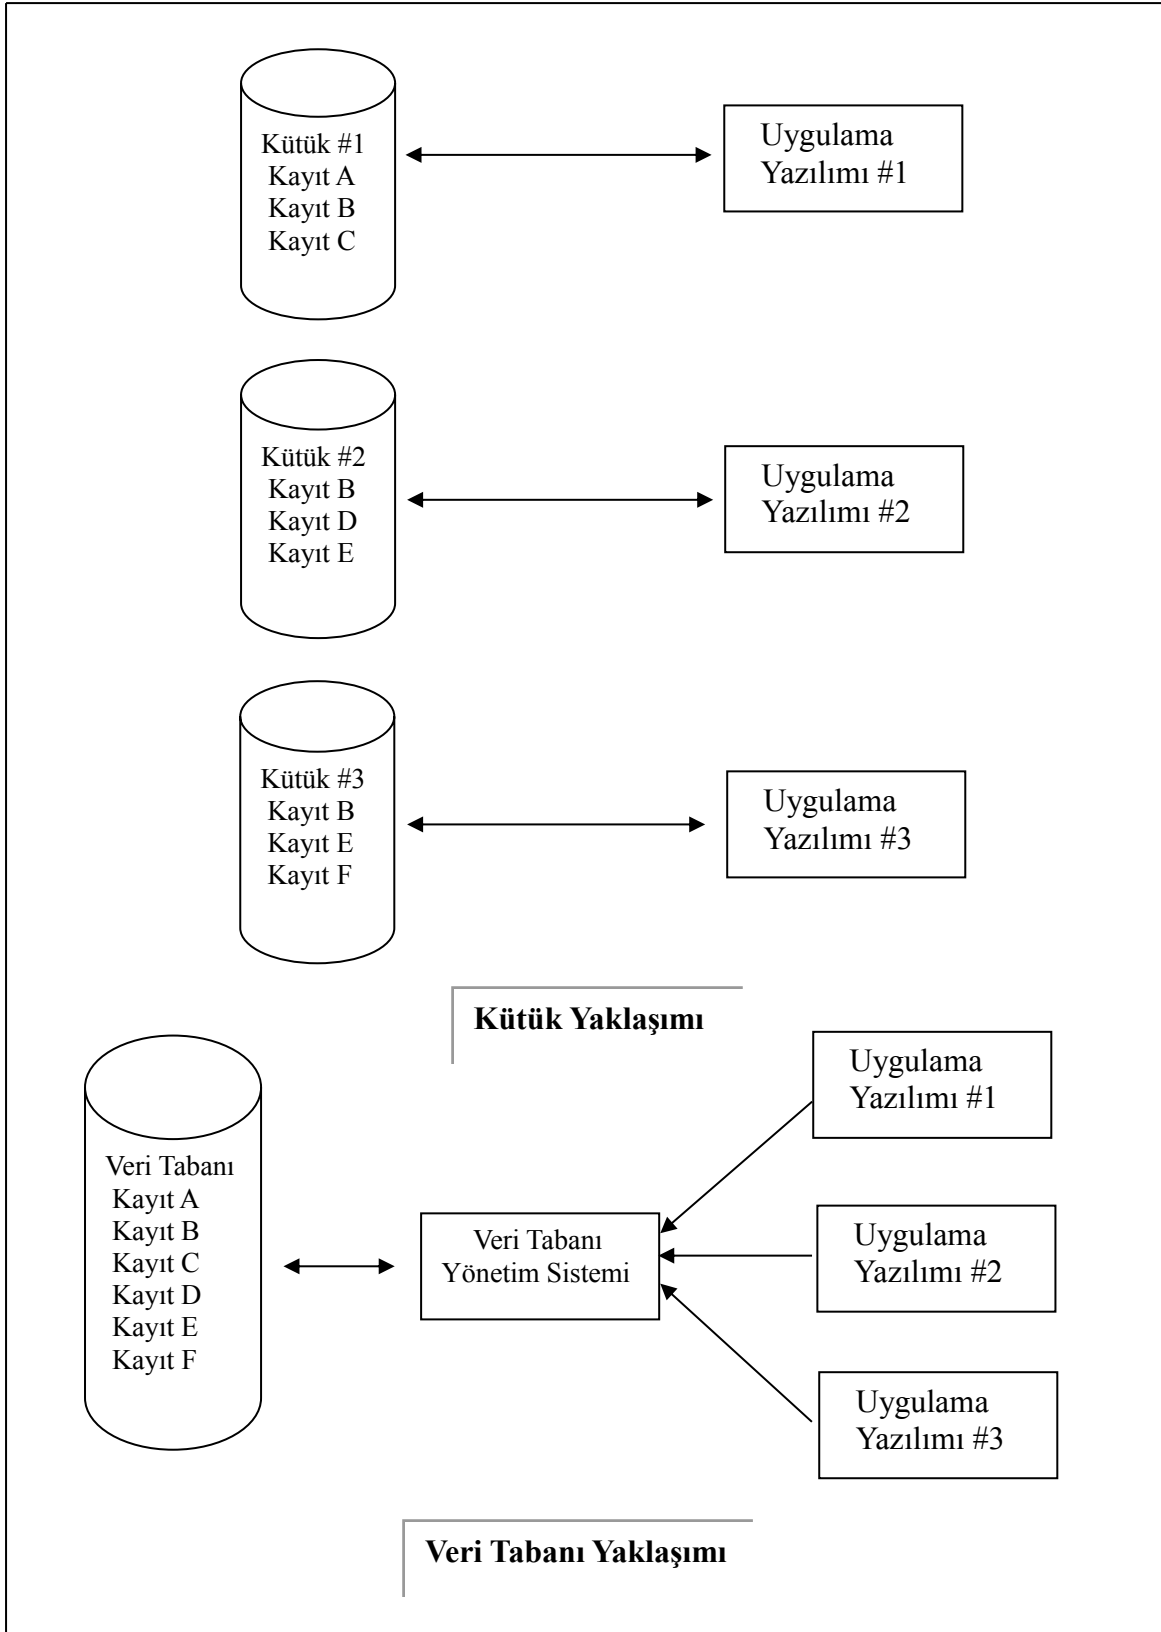 Kütük #1
Kayıt A
Kayıt B
Kayıt C
Uygulama
Yazılımı #1
Kütük #2
Kayıt B
Kayıt D
Kayıt E
Uygulama
Yazılımı #2
Kütük #3
Kayıt B
Kayıt E
Kayıt F
Uygulama
Yazılımı #3
Kütük Yaklaşımı
Veri Tabanı
Kayıt A
Kayıt B
Kayıt C
Kayıt D
Kayıt E
Kayıt F
Veri Tabanı
Yönetim Sistemi
Uygulama
Yazılımı #1
Uygulama
Yazılımı #2
Uygulama
Yazılımı #3
Veri Tabanı Yaklaşımı